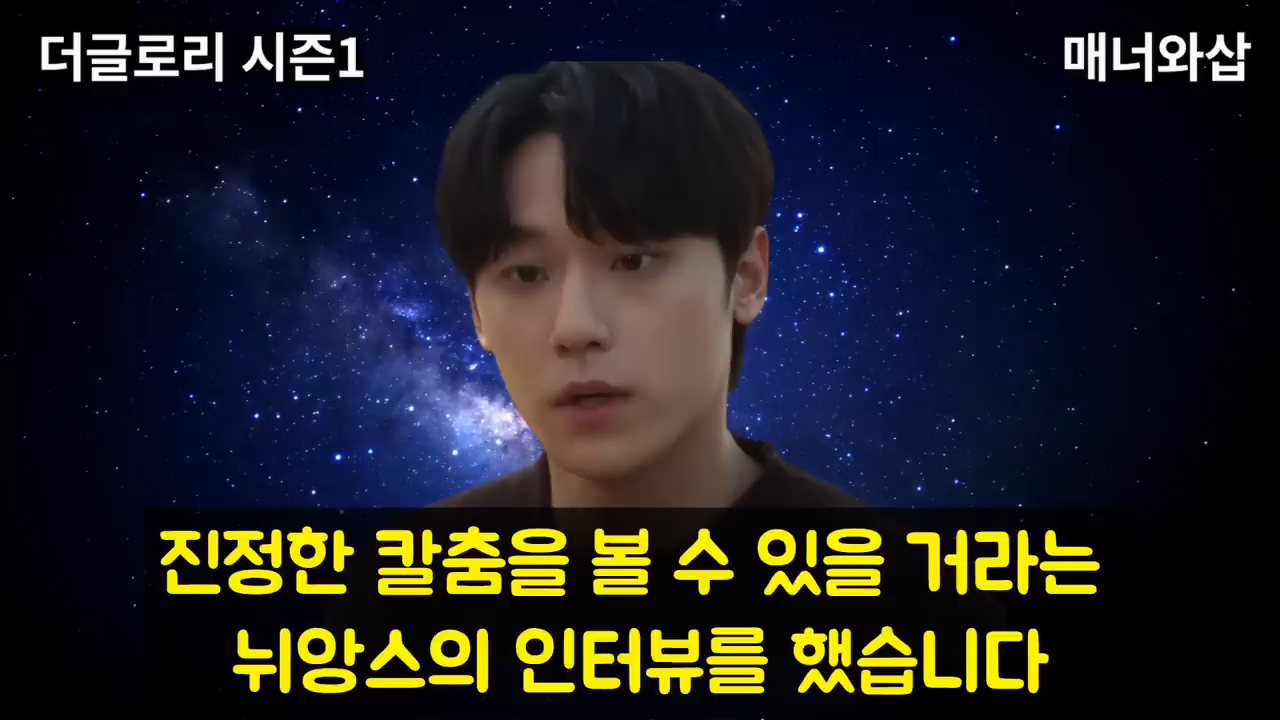 더글로리 시즌1
매너와삽
진정한 칼춤을 볼 수 있을 거라는
뉘앙스의 인터뷰를 했습니다